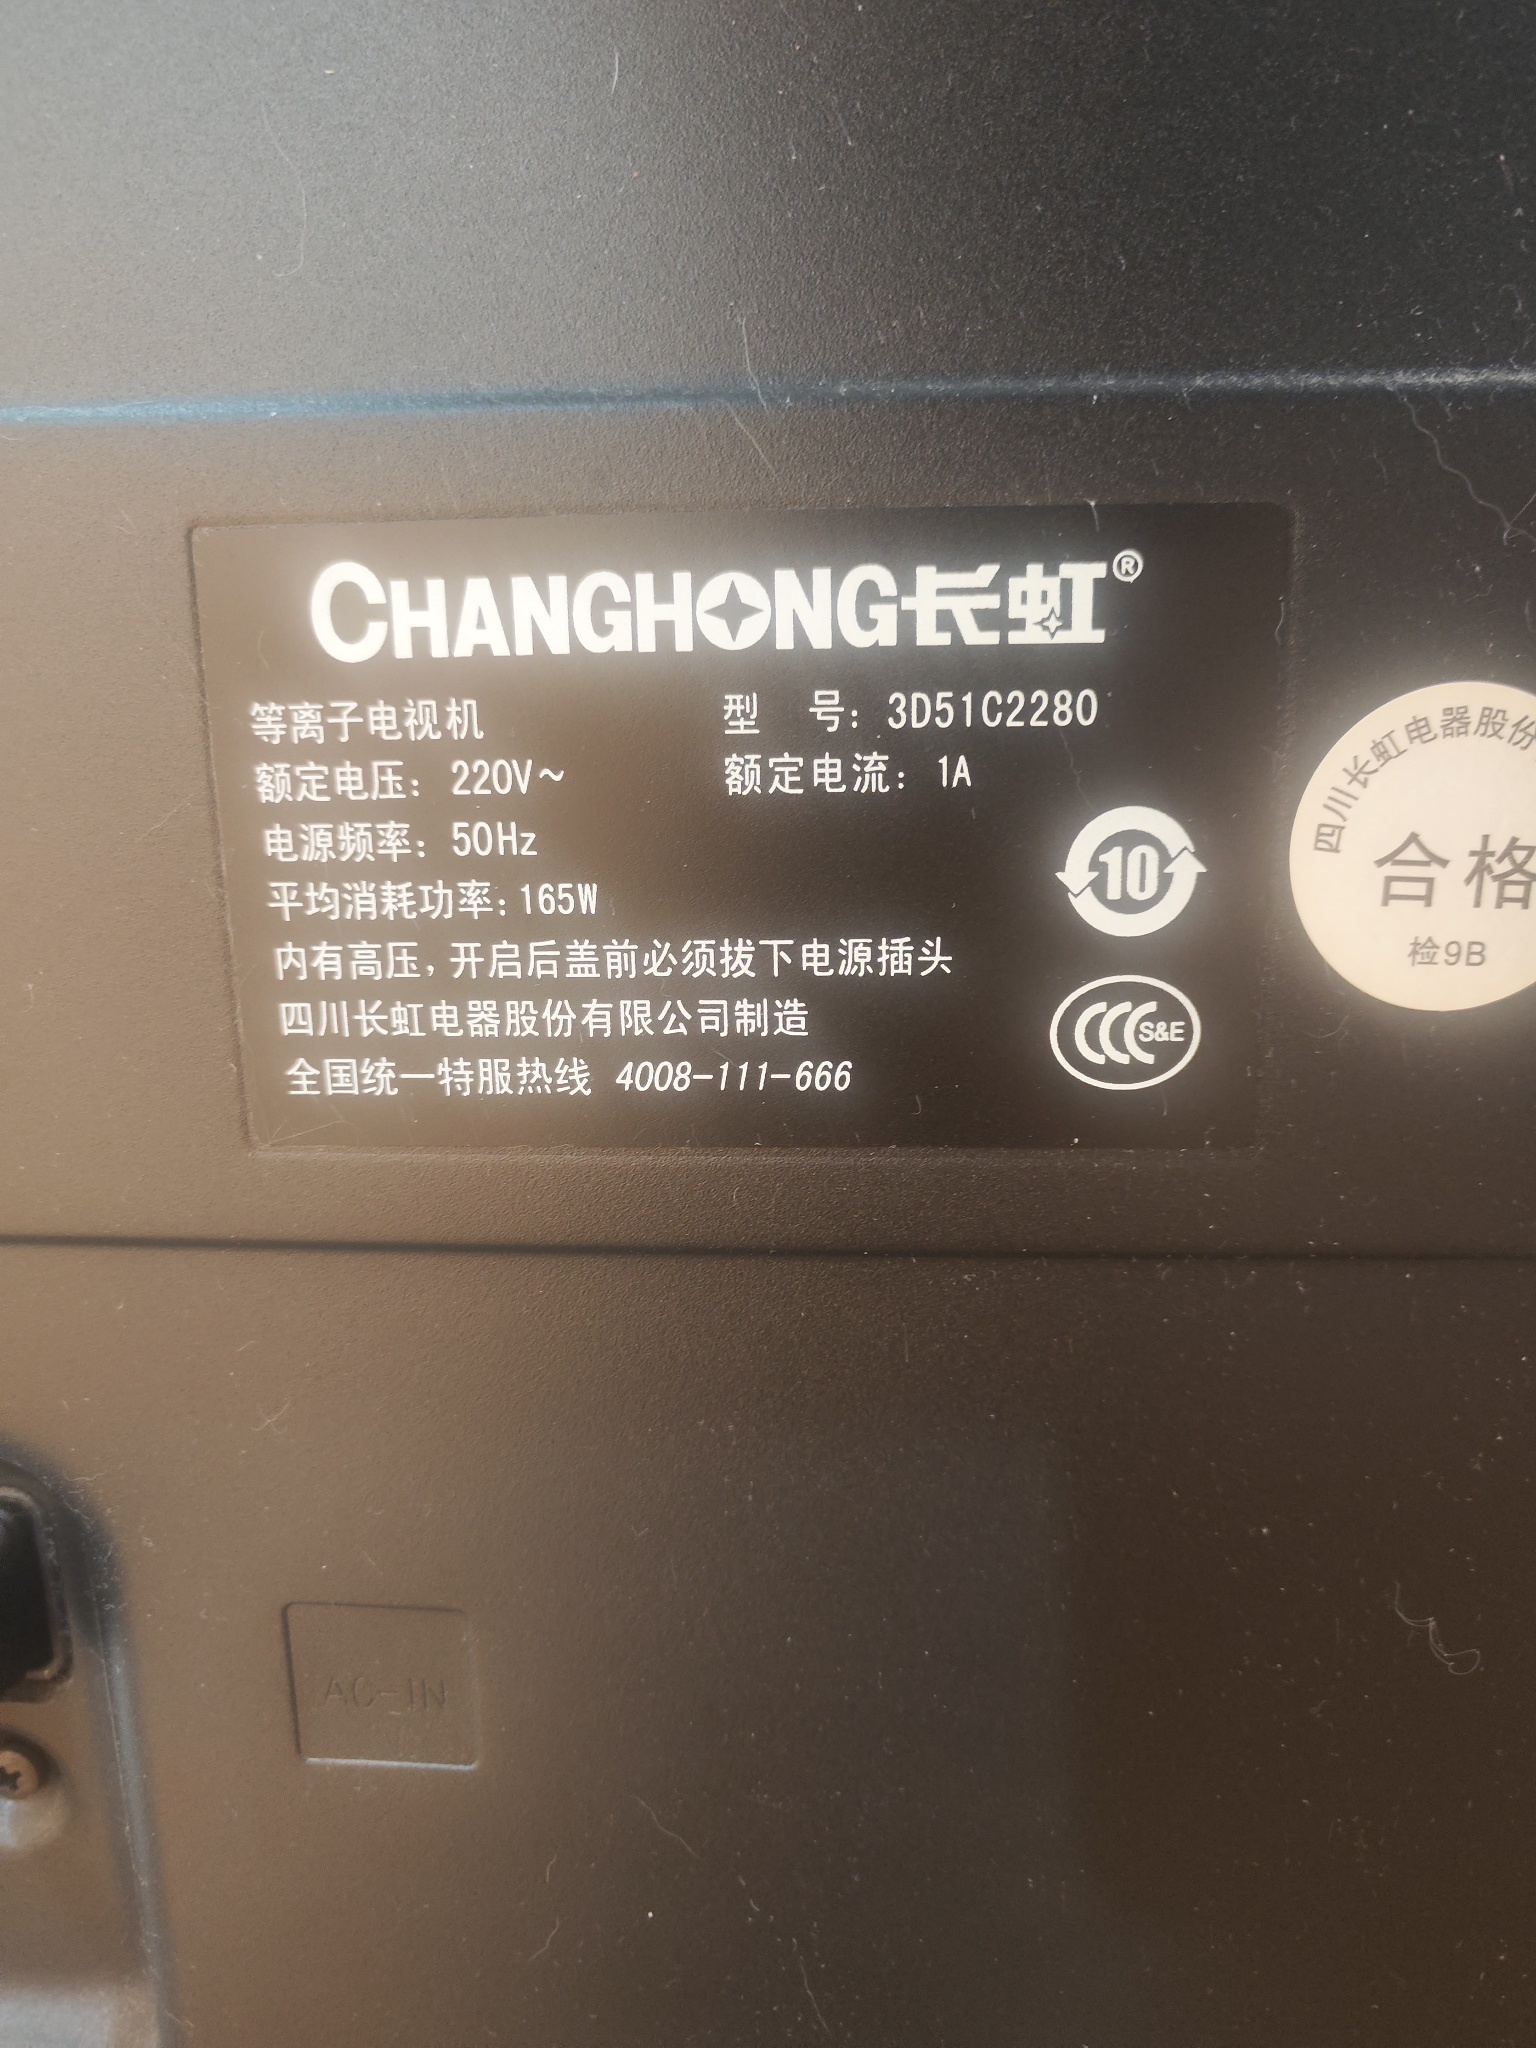 CHANGHONG长虹®
等离子电视机 型 号: 3D51C2280
额定电压: 220V~ 额定电流: 1A
电源频率: 50Hz
平均消耗功率: 165W
内有高压, 开启后盖前必须拔下电源插头
四川长虹电器股份有限公司制造
全国统一特服热线 4008-111-666
10
CCC S&E
四川长虹电器股份
合格
检9B
AC-IN